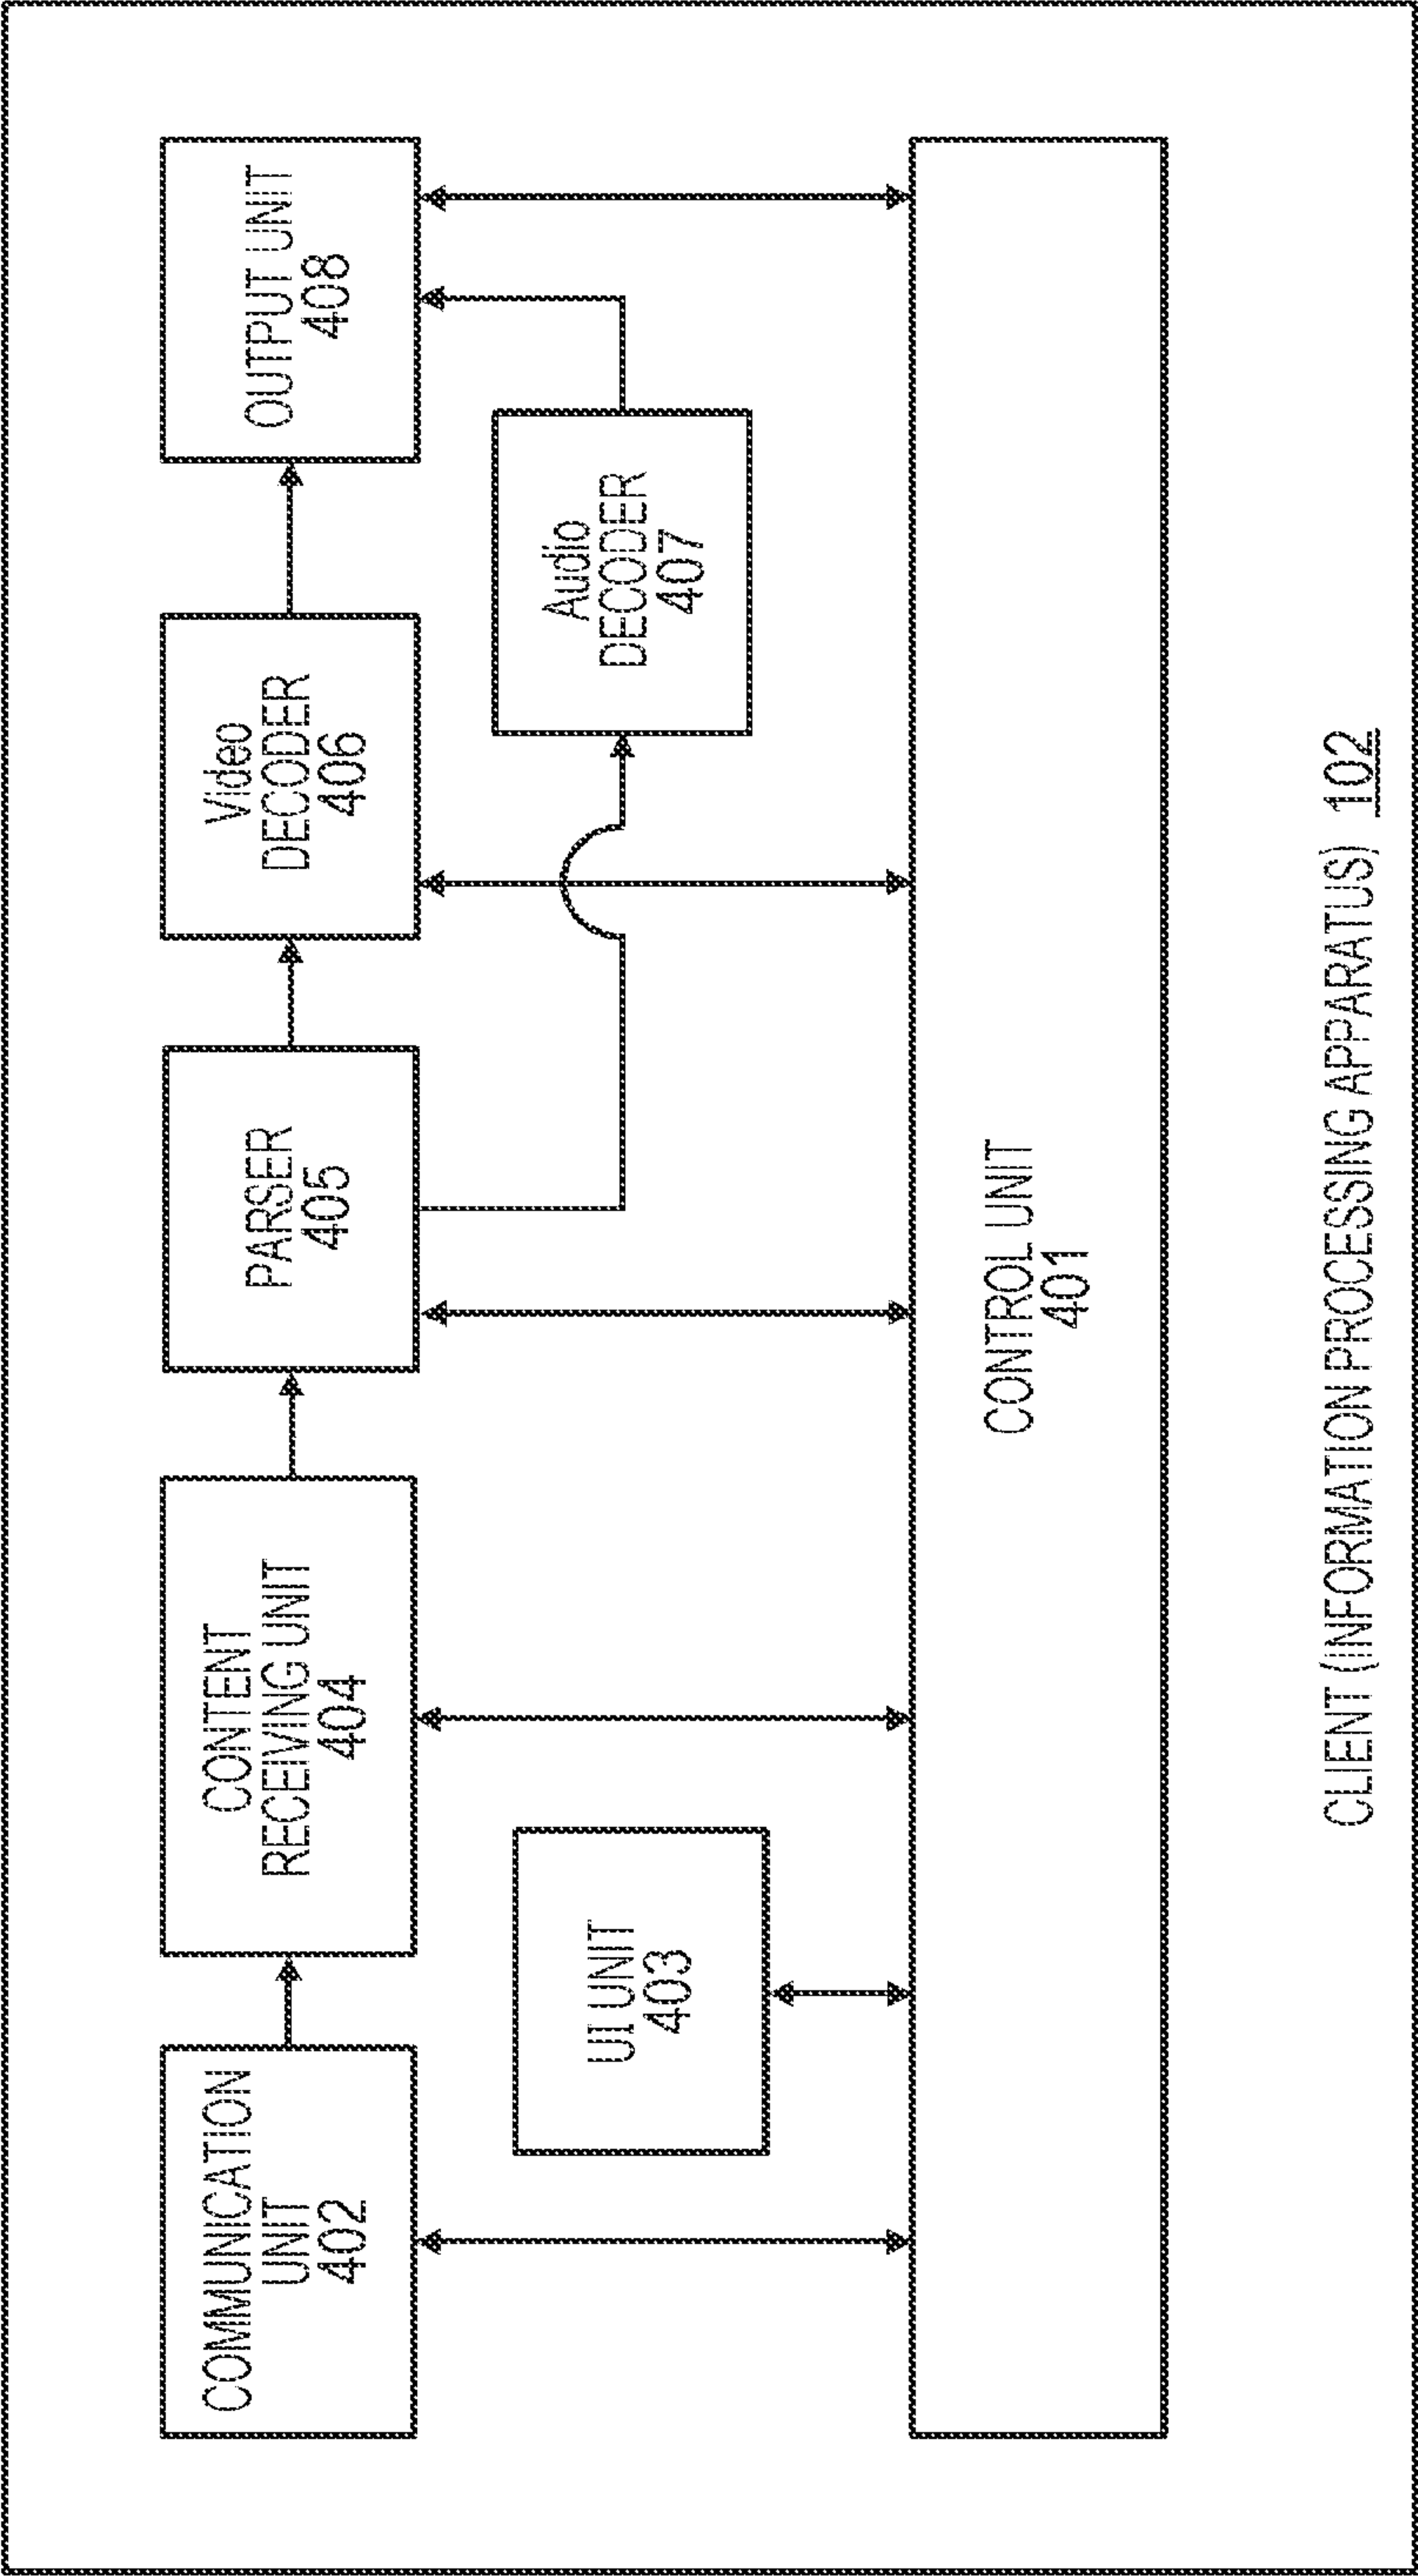 COMMUNICATION
UNIT
402
CONTENT
RECEIVING UNIT
404
PARSER
405
Video
DECODER
406
OUTPUT UNIT
408
UI UNIT
403
Audio
DECODER
407
CONTROL UNIT
401
CLIENT (INFORMATION PROCESSING APPARATUS) 102